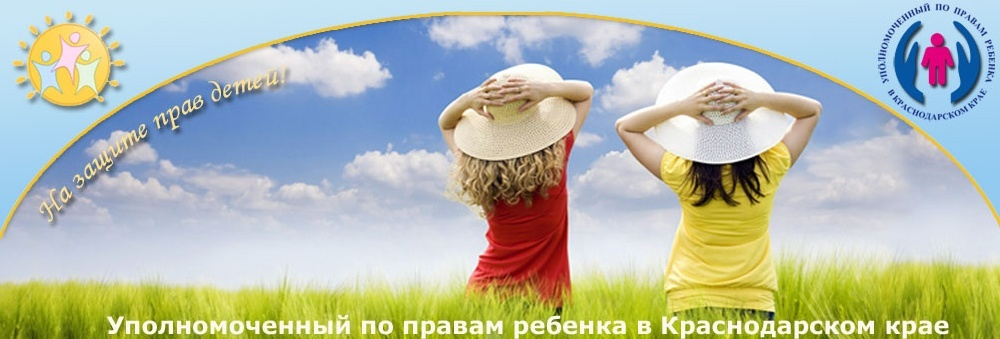 На защите прав детей!
УПОЛНОМОЧЕННЫЙ ПО ПРАВАМ РЕБЕНКА
В КРАСНОДАРСКОМ КРАЕ
Уполномоченный по правам ребенка в Краснодарском крае